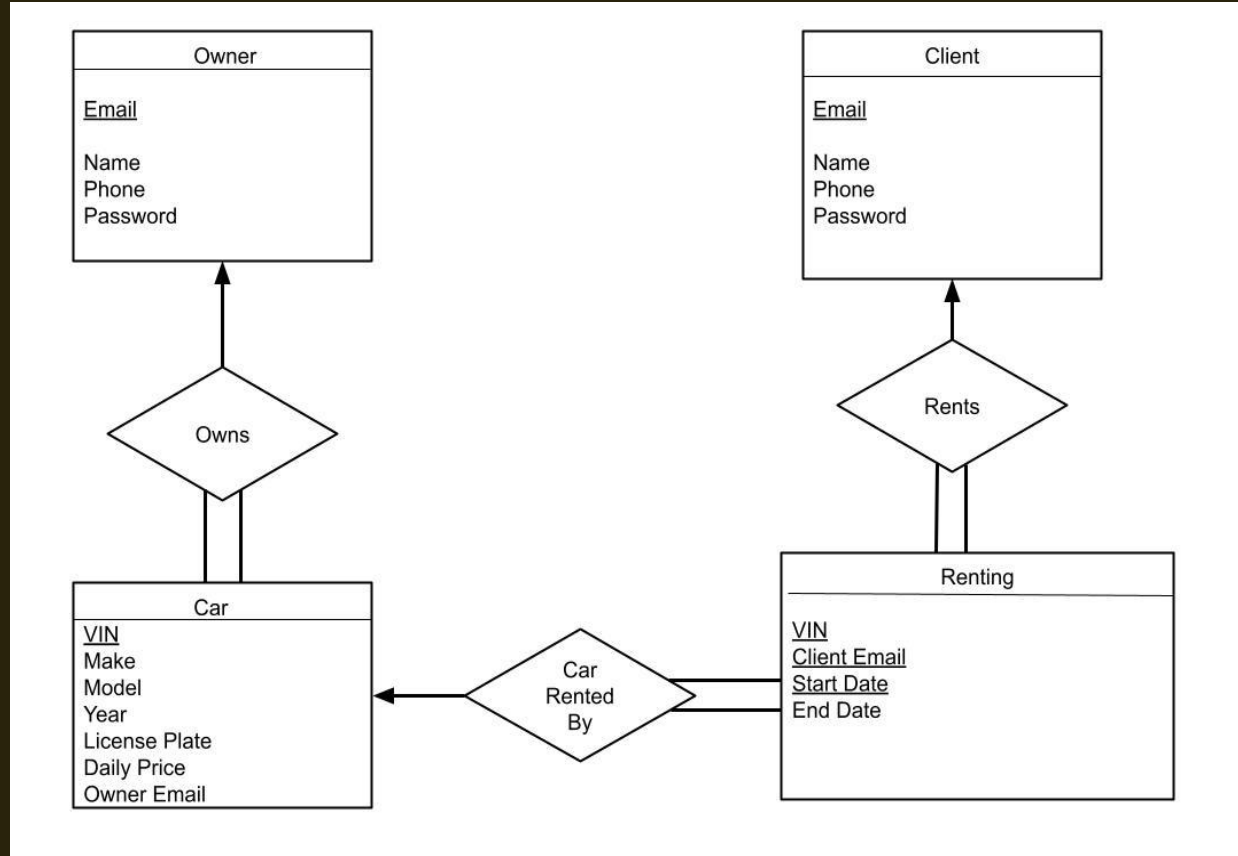 Owner
Email
Name
Phone
Password
Client
Email
Name
Phone
Password
Owns
Rents
Car
VIN
Make
Model
Year
License Plate
Daily Price
Owner Email
Car
Rented
By
Renting
VIN
Client Email
Start Date
End Date